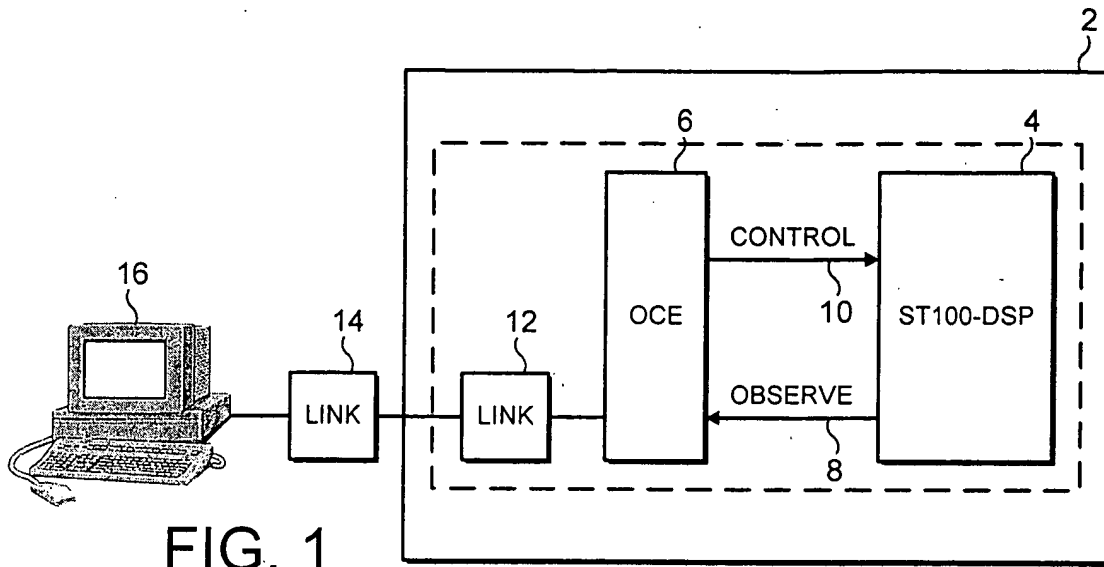 2
6
4
CONTROL
16
10
14
12
OCE
ST100-DSP
LINK
LINK
OBSERVE
8
FIG. 1